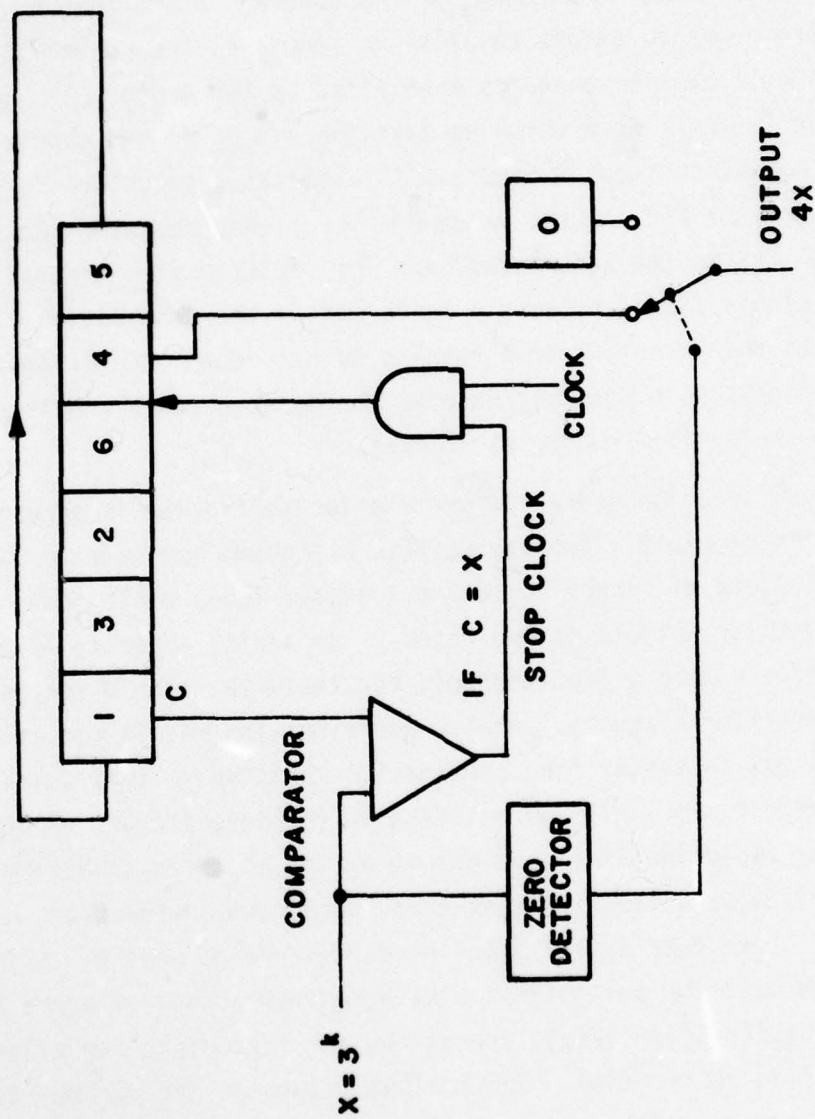 1 3 2 6 4 5
C
COMPARATOR
IF C = X
STOP CLOCK
CLOCK
0
X = 3^k
ZERO
DETECTOR
OUTPUT
4X